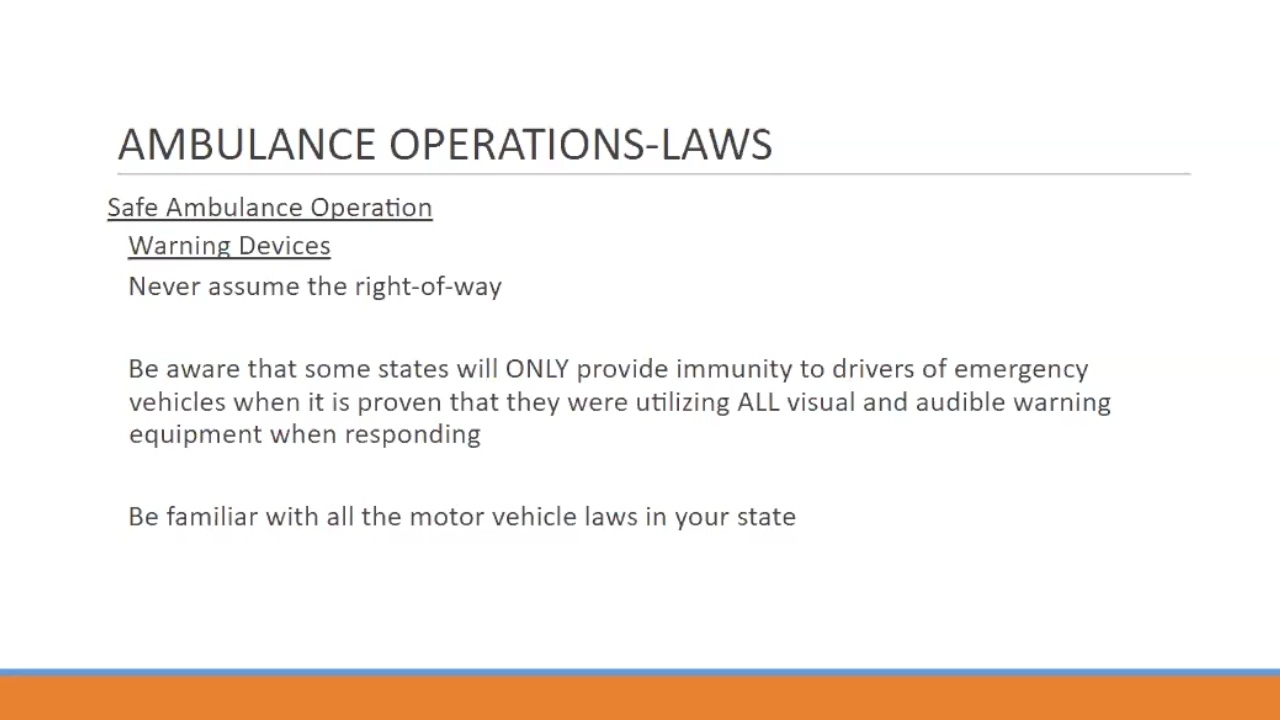 AMBULANCE OPERATIONS-LAWS
Safe Ambulance Operation
Warning Devices
Never assume the right-of-way
Be aware that some states will ONLY provide immunity to drivers of emergency
vehicles when it is proven that they were utilizing ALL visual and audible warning
equipment when responding
Be familiar with all the motor vehicle laws in your state